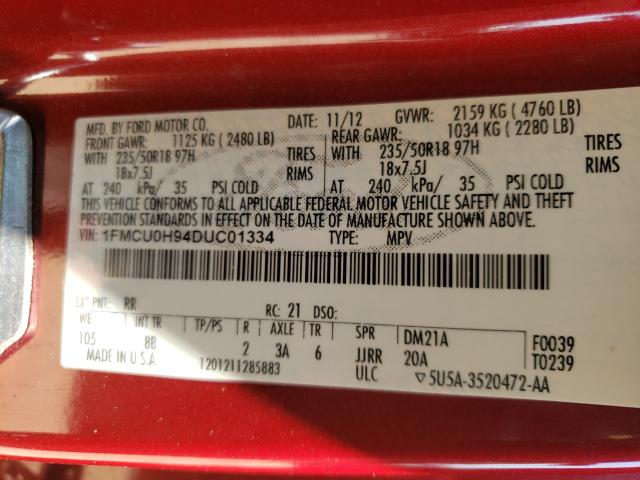 MFD. BY FORD MOTOR CO. DATE: 11/12 GVWR: 2159 KG ( 4760 LB)
FRONT GAWR: 1125 KG ( 2480 LB) REAR GAWR: 1034 KG ( 2280 LB)
WITH 235/50R18 97H TIRES WITH 235/50R18 97H TIRES
18x7.5J RIMS 18x7.5J RIMS
AT 240 kPa/ 35 PSI COLD AT 240 kPa/ 35 PSI COLD
THIS VEHICLE CONFORMS TO ALL APPLICABLE FEDERAL MOTOR VEHICLE SAFETY AND THEFT
PREVENTION STANDARDS IN EFFECT ON THE DATE OF MANUFACTURE SHOWN ABOVE.
VIN: 1FMCU0H94DUC01334 TYPE: MPV
EXT PNT: RR RC: 21 DSO:
WB INT TR TP/PS R AXLE TR SPR DM21A F0039
105 8B 2 3A 6 JJRR 20A T0239
MADE IN U.S.A. 1201211285883 ULC ▽5U5A-3520472-AA